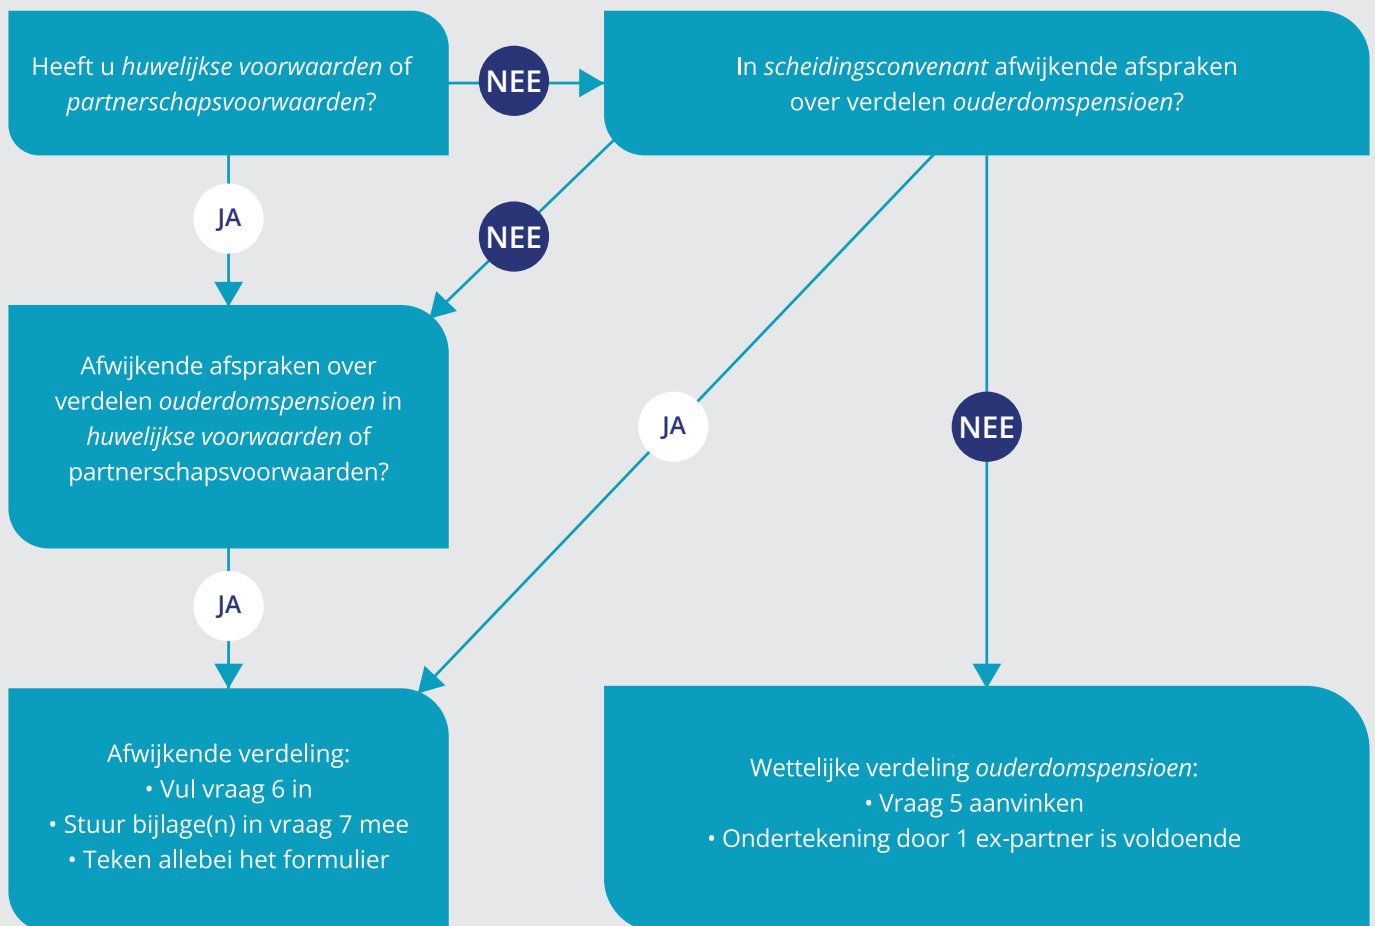 Heeft u huwelijkse voorwaarden of
partnerschapsvoorwaarden?
NEE
In scheidingsconvenant afwijkende afspraken
over verdelen ouderdomspensioen?
JA
NEE
Afwijkende afspraken over
verdelen ouderdomspensioen in
huwelijkse voorwaarden of
partnerschapsvoorwaarden?
JA
NEE
JA
Afwijkende verdeling:
• Vul vraag 6 in
• Stuur bijlage(n) in vraag 7 mee
• Teken allebei het formulier
Wettelijke verdeling ouderdomspensioen:
• Vraag 5 aanvinken
• Ondertekening door 1 ex-partner is voldoende